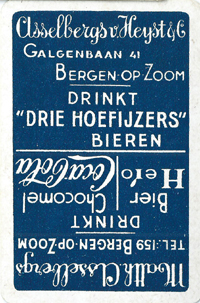 Asselbergs v. Heyst & C
GALGENBAAN 41
BERGEN-OP-ZOOM
DRINKT
"DRIE HOEFIJZERS"
BIEREN
Matth. Asselbergs
TEL: 159 BERGEN-OP-ZOOM
DRINKT
Bier Chocomel
Hero Coca-Cola